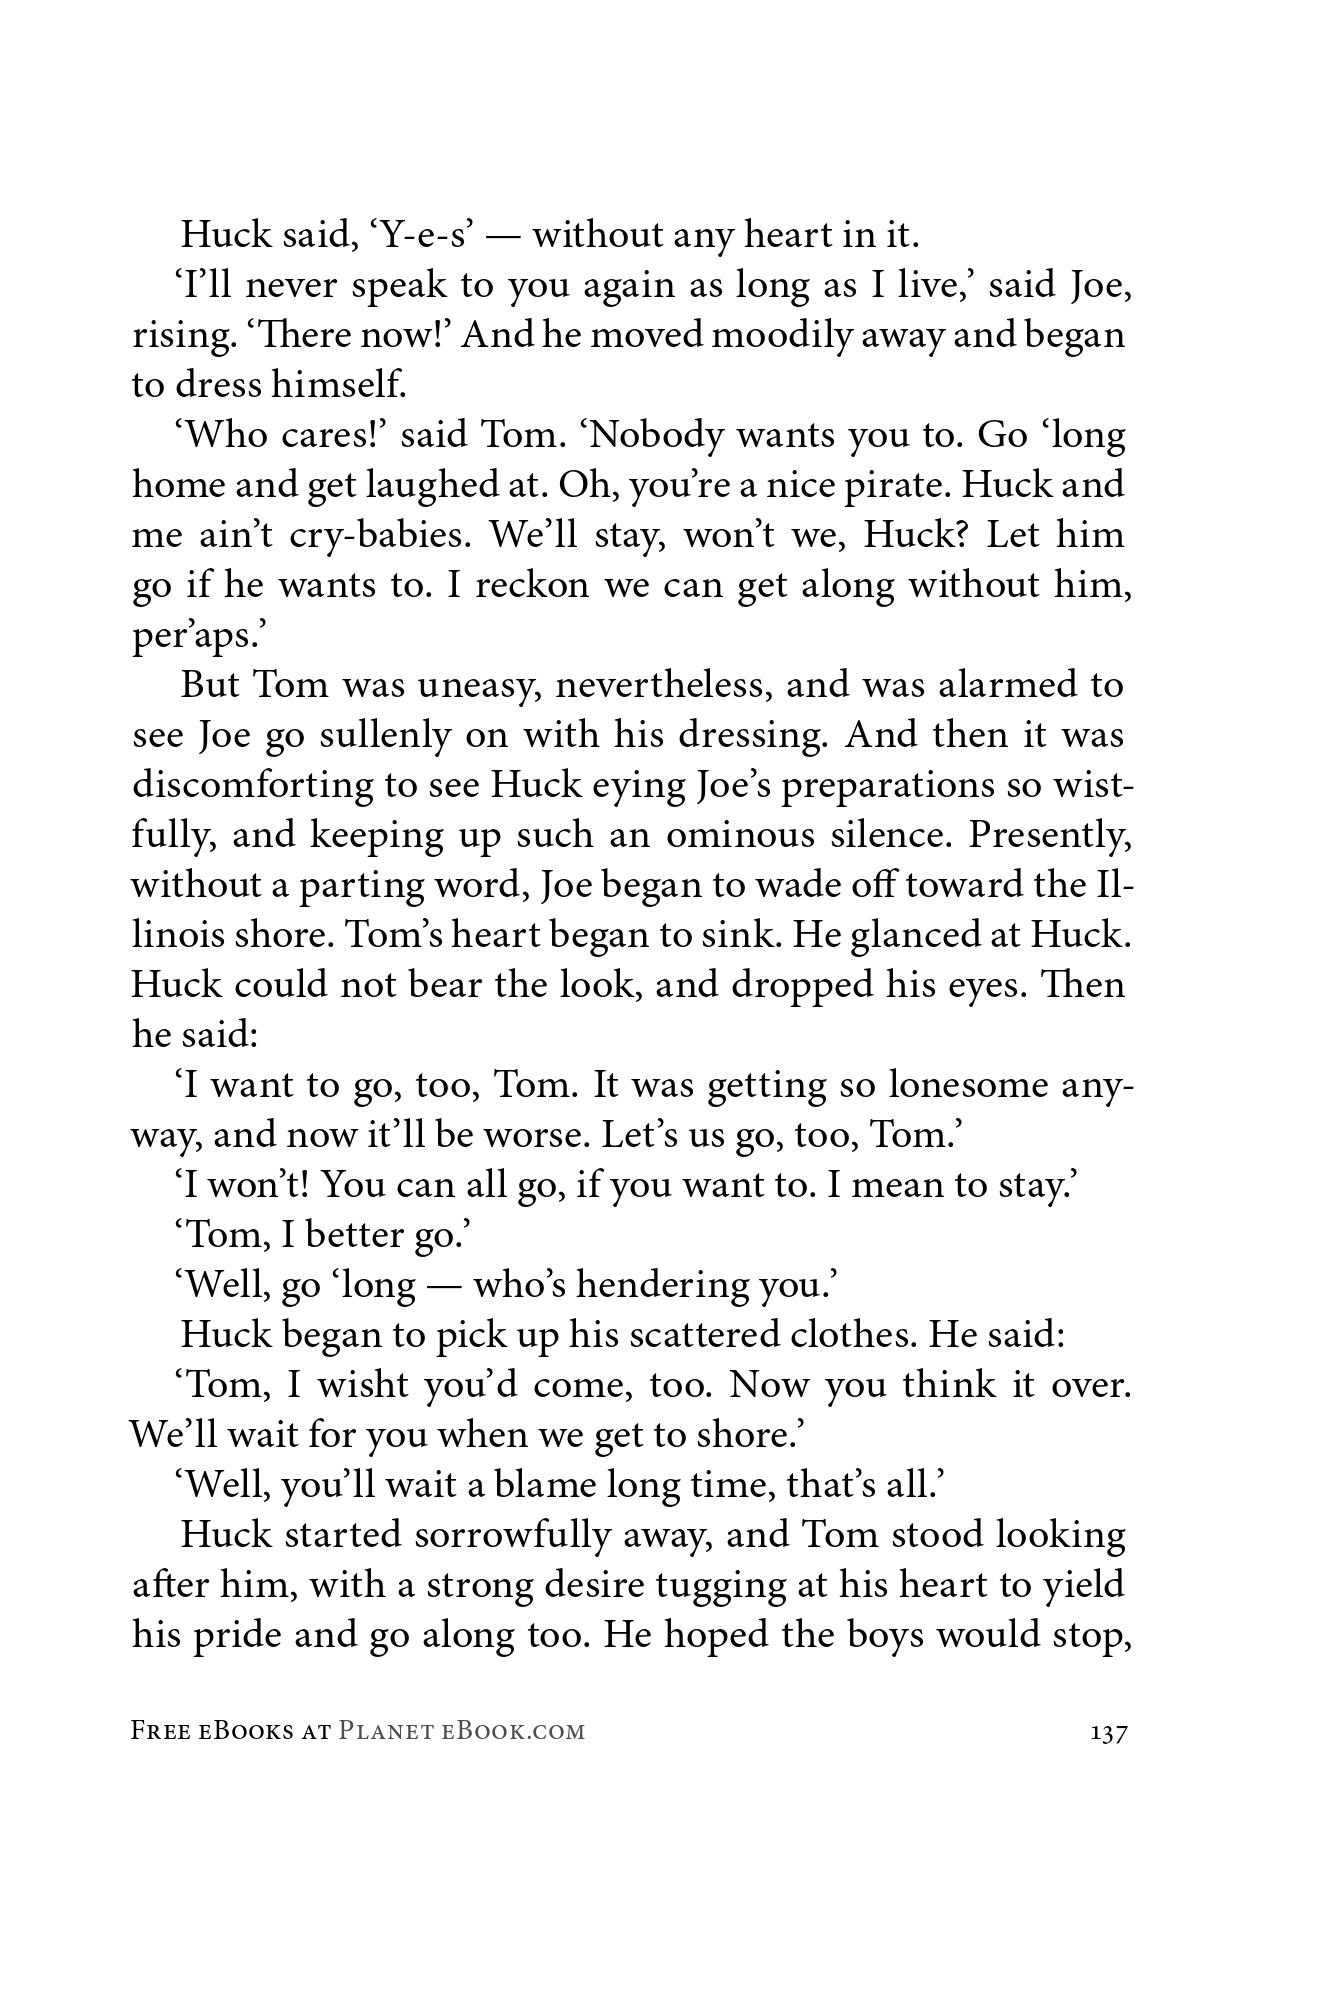 Huck said, ‘Y-e-s’ — without any heart in it.
‘I’ll never speak to you again as long as I live,’ said Joe,
rising. ‘There now!’ And he moved moodily away and began
to dress himself.
‘Who cares!’ said Tom. ‘Nobody wants you to. Go ‘long
home and get laughed at. Oh, you’re a nice pirate. Huck and
me ain’t cry-babies. We’ll stay, won’t we, Huck? Let him
go if he wants to. I reckon we can get along without him,
per’aps.’
But Tom was uneasy, nevertheless, and was alarmed to
see Joe go sullenly on with his dressing. And then it was
discomforting to see Huck eying Joe’s preparations so wist-
fully, and keeping up such an ominous silence. Presently,
without a parting word, Joe began to wade off toward the Il-
linois shore. Tom’s heart began to sink. He glanced at Huck.
Huck could not bear the look, and dropped his eyes. Then
he said:
‘I want to go, too, Tom. It was getting so lonesome any-
way, and now it’ll be worse. Let’s us go, too, Tom.’
‘I won’t! You can all go, if you want to. I mean to stay.’
‘Tom, I better go.’
‘Well, go ‘long — who’s hendering you.’
Huck began to pick up his scattered clothes. He said:
‘Tom, I wisht you’d come, too. Now you think it over.
We’ll wait for you when we get to shore.’
‘Well, you’ll wait a blame long time, that’s all.’
Huck started sorrowfully away, and Tom stood looking
after him, with a strong desire tugging at his heart to yield
his pride and go along too. He hoped the boys would stop,
Free eBooks at Planet eBook.com 137